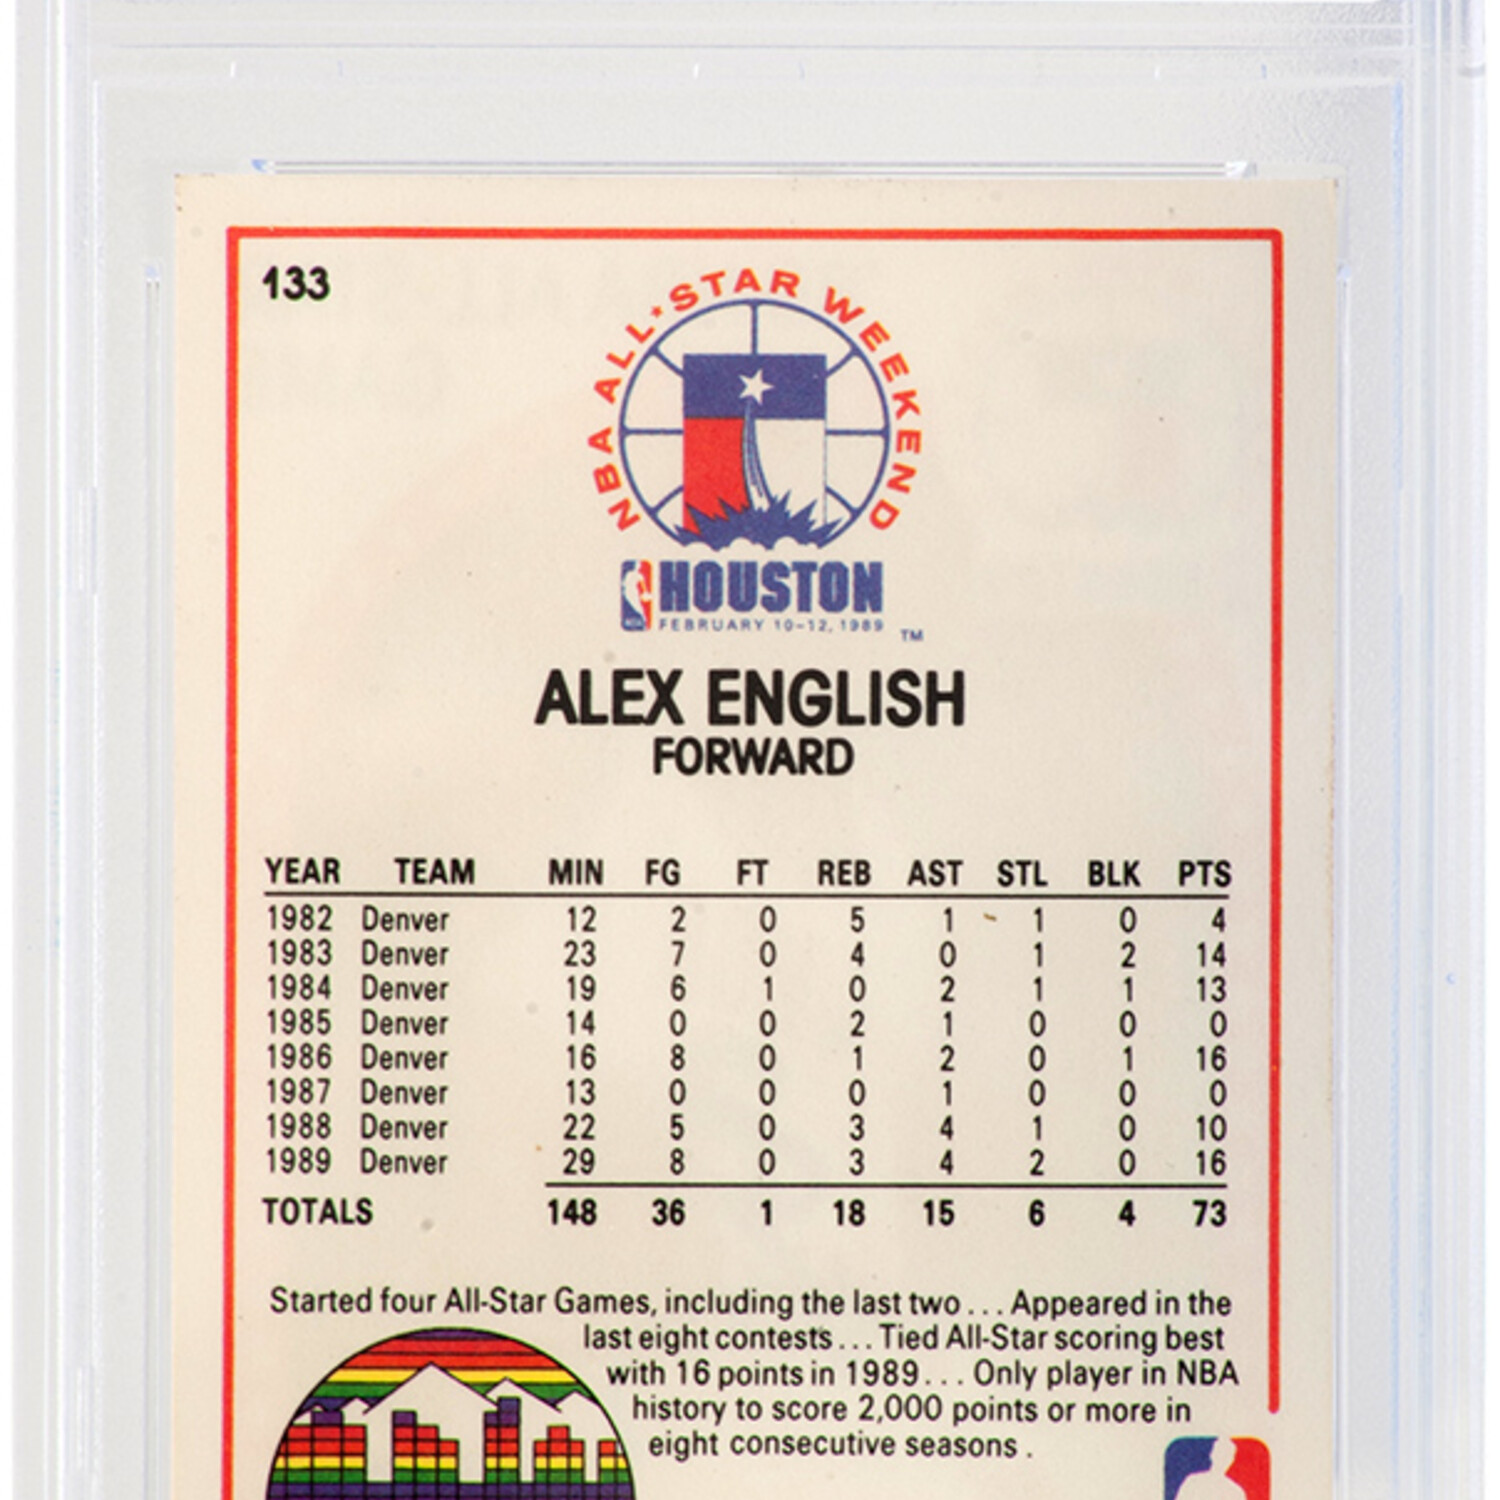 133
NBA ALL★STAR WEEKEND
HOUSTON
FEBRUARY 10-12, 1989 TM
ALEX ENGLISH
FORWARD
YEAR TEAM MIN FG FT REB AST STL BLK PTS
1982 Denver 12 2 0 5 1 1 0 4
1983 Denver 23 7 0 4 0 1 2 14
1984 Denver 19 6 1 0 2 1 1 13
1985 Denver 14 0 0 2 1 0 0 0
1986 Denver 16 8 0 1 2 0 1 16
1987 Denver 13 0 0 0 1 0 0 0
1988 Denver 22 5 0 3 4 1 0 10
1989 Denver 29 8 0 3 4 2 0 16
TOTALS 148 36 1 18 15 6 4 73
Started four All-Star Games, including the last two . . . Appeared in the
last eight contests . . . Tied All-Star scoring best
with 16 points in 1989 . . . Only player in NBA
history to score 2,000 points or more in
eight consecutive seasons .